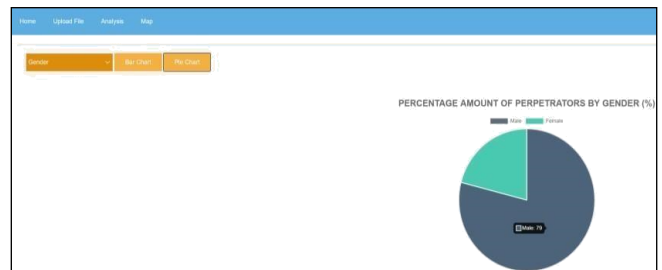 Home Upload File Analysis Map
Gender Bar Chart Pie Chart
PERCENTAGE AMOUNT OF PERPETRATORS BY GENDER (%)
Male Female
Male: 79